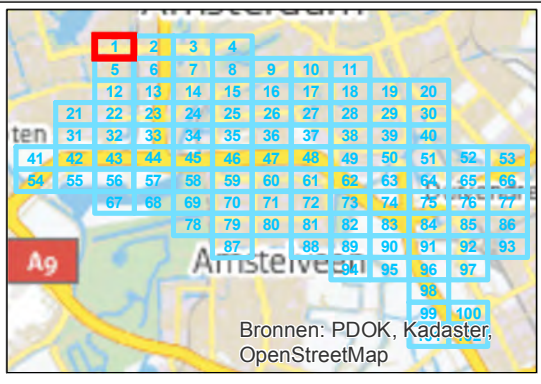 Amsterdam
1 2 3 4
5 6 7 8 9 10 11
12 13 14 15 16 17 18 19 20
21 22 23 24 25 26 27 28 29 30
ten 31 32 33 34 35 36 37 38 39 40
41 42 43 44 45 46 47 48 49 50 51 52 53
54 55 56 57 58 59 60 61 62 63 64 65 66
67 68 69 70 71 72 73 74 75 76 77
78 79 80 81 82 83 84 85 86
87 88 89 90 91 92 93
A9 Amstelveen
94 95 96 97
98
99 100
101 102
Bronnen: PDOK, Kadaster,
OpenStreetMap